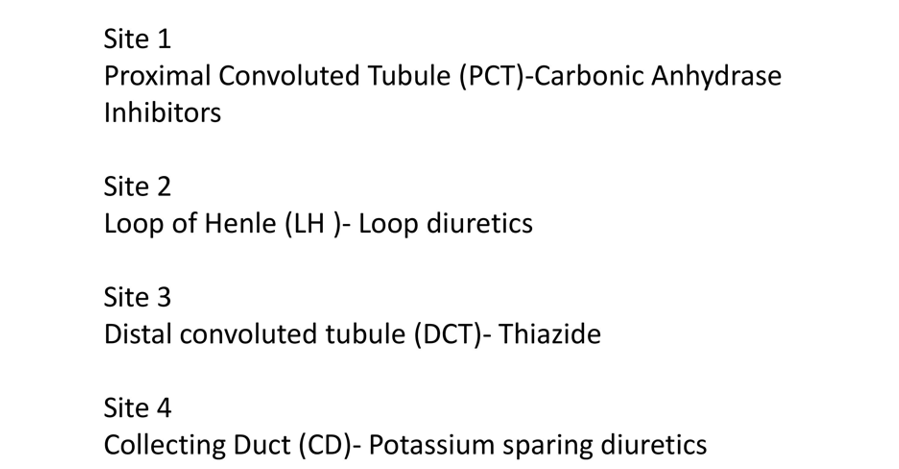 Site 1
Proximal Convoluted Tubule (PCT)-Carbonic Anhydrase
Inhibitors
Site 2
Loop of Henle (LH )- Loop diuretics
Site 3
Distal convoluted tubule (DCT)- Thiazide
Site 4
Collecting Duct (CD)- Potassium sparing diuretics